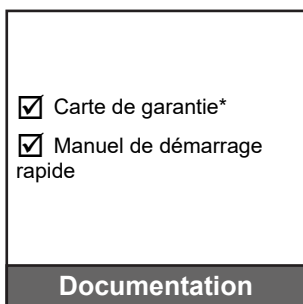 ☑ Carte de garantie*
☑ Manuel de démarrage
rapide
Documentation